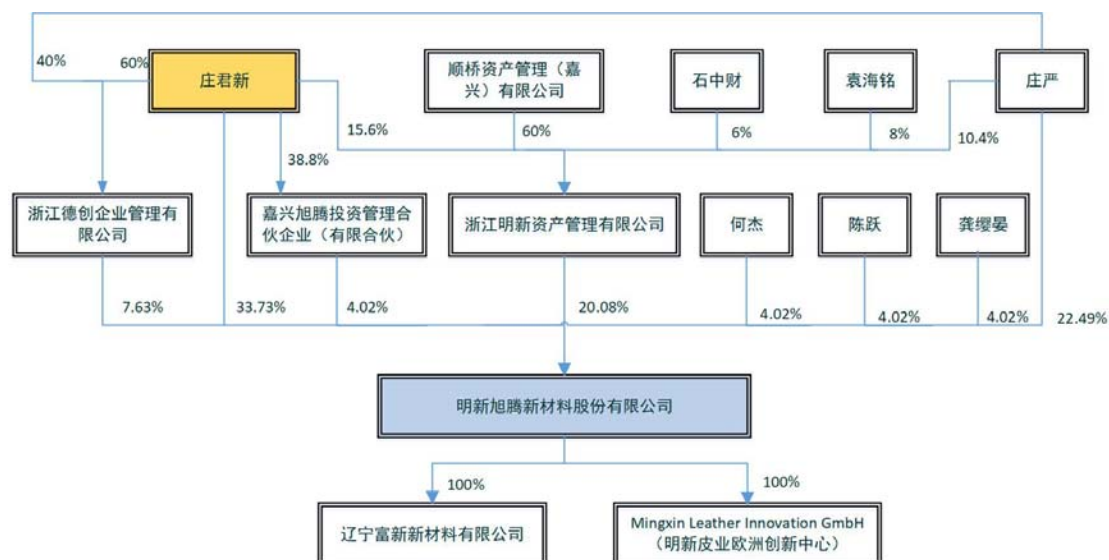 40%
60%
庄君新
顺桥资产管理（嘉
兴）有限公司
石中财
袁海铭
庄严
15.6%
60%
6%
8%
10.4%
38.8%
浙江德创企业管理有
限公司
嘉兴旭腾投资管理合
伙企业（有限合伙）
浙江明新资产管理有限公司
何杰
陈跃
龚缨晏
7.63%
33.73%
4.02%
20.08%
4.02%
4.02%
4.02%
22.49%
明新旭腾新材料股份有限公司
100%
100%
辽宁富新新材料有限公司
Mingxin Leather Innovation GmbH
（明新皮业欧洲创新中心）